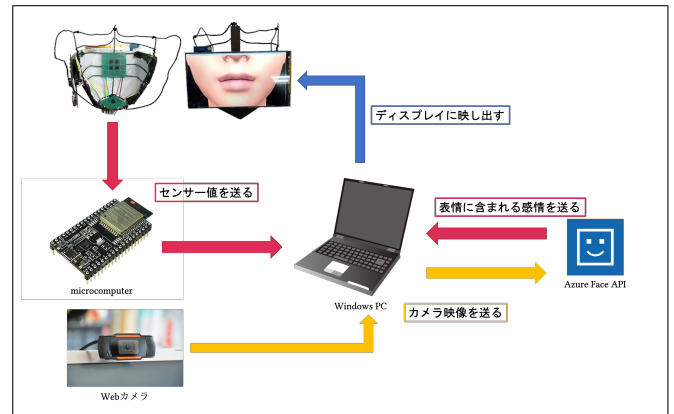 ディスプレイに映し出す
センサー値を送る
表情に含まれる感情を送る
microcomputer
Windows PC
Azure Face API
カメラ映像を送る
Webカメラ